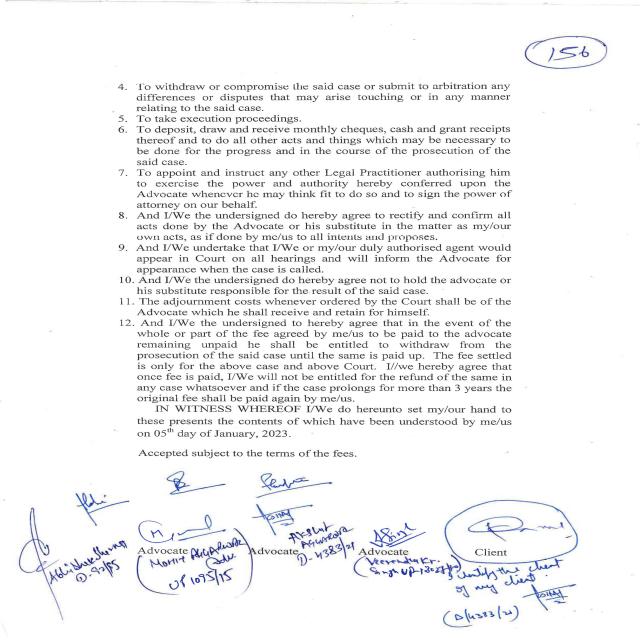 156
4. To withdraw or compromise the said case or submit to arbitration any
differences or disputes that may arise touching or in any manner
relating to the said case.
5. To take execution proceedings.
6. To deposit, draw and receive monthly cheques, cash and grant receipts
thereof and to do all other acts and things which may be necessary to
be done for the progress and in the course of the prosecution of the
said case.
7. To appoint and instruct any other Legal Practitioner authorising him
to exercise the power and authority hereby conferred upon the
Advocate whenever he may think fit to do so and to sign the power of
attorney on our behalf.
8. And I/We the undersigned do hereby agree to rectify and confirm all
acts done by the Advocate or his substitute in the matter as my/our
own acts, as if done by me/us to all intents and proposes.
9. And I/We undertake that I/We or my/our duly authorised agent would
appear in Court on all hearings and will inform the Advocate for
appearance when the case is called.
10. And I/We the undersigned do hereby agree not to hold the advocate or
his substitute responsible for the result of the said case.
11. The adjournment costs whenever ordered by the Court shall be of the
Advocate which he shall receive and retain for himself.
12. And I/We the undersigned to hereby agree that in the event of the
whole or part of the fee agreed by me/us to be paid to the advocate
remaining unpaid he shall be entitled to withdraw from the
prosecution of the said case until the same is paid up. The fee settled
is only for the above case and above Court. I//we hereby agree that
once fee is paid, I/We will not be entitled for the refund of the same in
any case whatsoever and if the case prolongs for more than 3 years the
original fee shall be paid again by me/us.
IN WITNESS WHEREOF I/We do hereunto set my/our hand to
these presents the contents of which have been understood by me/us
on 05th day of January, 2023.
Accepted subject to the terms of the fees.
Advocate Advocate Advocate Client
D-4383/21
UP 1095/15
I identify the client
of my client.
(D/4383/21)